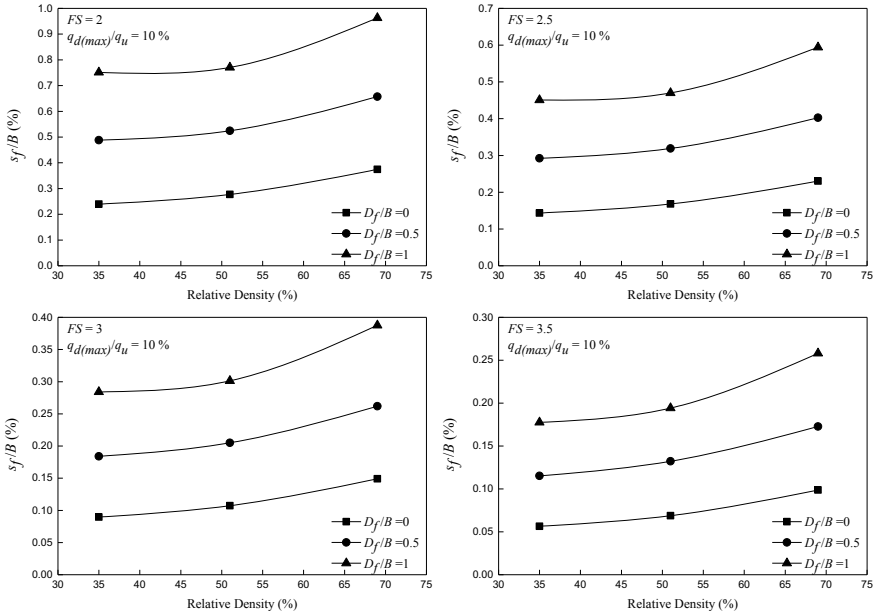 FS = 2
q_d(max)/q_u = 10 %
1.0
0.9
0.8
0.7
0.6
0.5
0.4
0.3
0.2
0.1
0.0
s_f/B (%)
D_f/B =0
D_f/B =0.5
D_f/B =1
30 35 40 45 50 55 60 65 70 75
Relative Density (%)
FS = 2.5
q_d(max)/q_u = 10 %
0.7
0.6
0.5
0.4
0.3
0.2
0.1
0.0
s_f/B (%)
D_f/B =0
D_f/B =0.5
D_f/B =1
30 35 40 45 50 55 60 65 70 75
Relative Density (%)
FS = 3
q_d(max)/q_u = 10 %
0.40
0.35
0.30
0.25
0.20
0.15
0.10
0.05
0.00
s_f/B (%)
D_f/B =0
D_f/B =0.5
D_f/B =1
30 35 40 45 50 55 60 65 70 75
Relative Density (%)
FS = 3.5
q_d(max)/q_u = 10 %
0.30
0.25
0.20
0.15
0.10
0.05
0.00
s_f/B (%)
D_f/B =0
D_f/B =0.5
D_f/B =1
30 35 40 45 50 55 60 65 70 75
Relative Density (%)